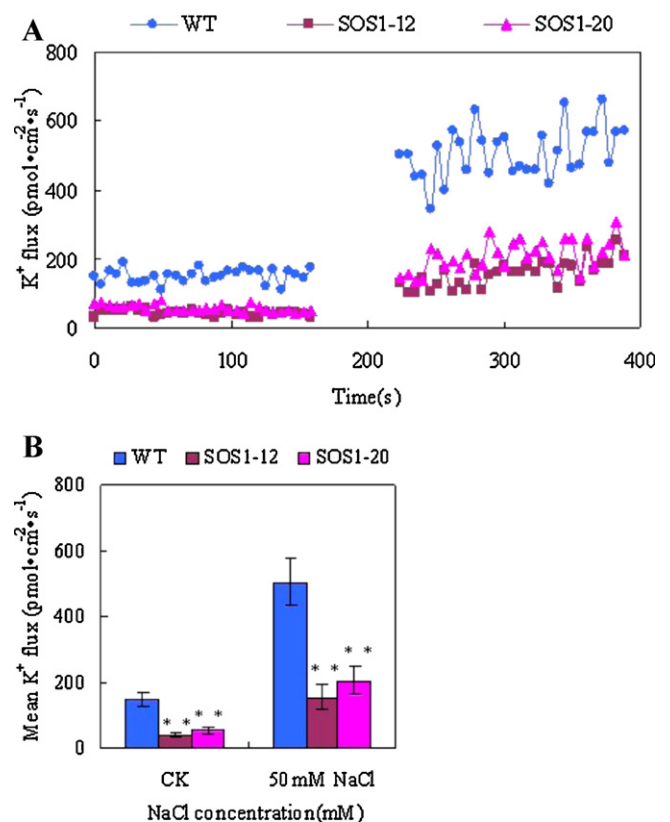 A
WT SOS1-12 SOS1-20
K⁺ flux (pmol•cm⁻²•s⁻¹)
800
600
400
200
0
0 100 200 300 400
Time(s)
B
WT SOS1-12 SOS1-20
Mean K⁺ flux (pmol•cm⁻²•s⁻¹)
800
600
400
200
0
* * * *
* * * *
CK 50 mM NaCl
NaCl concentration(mM)